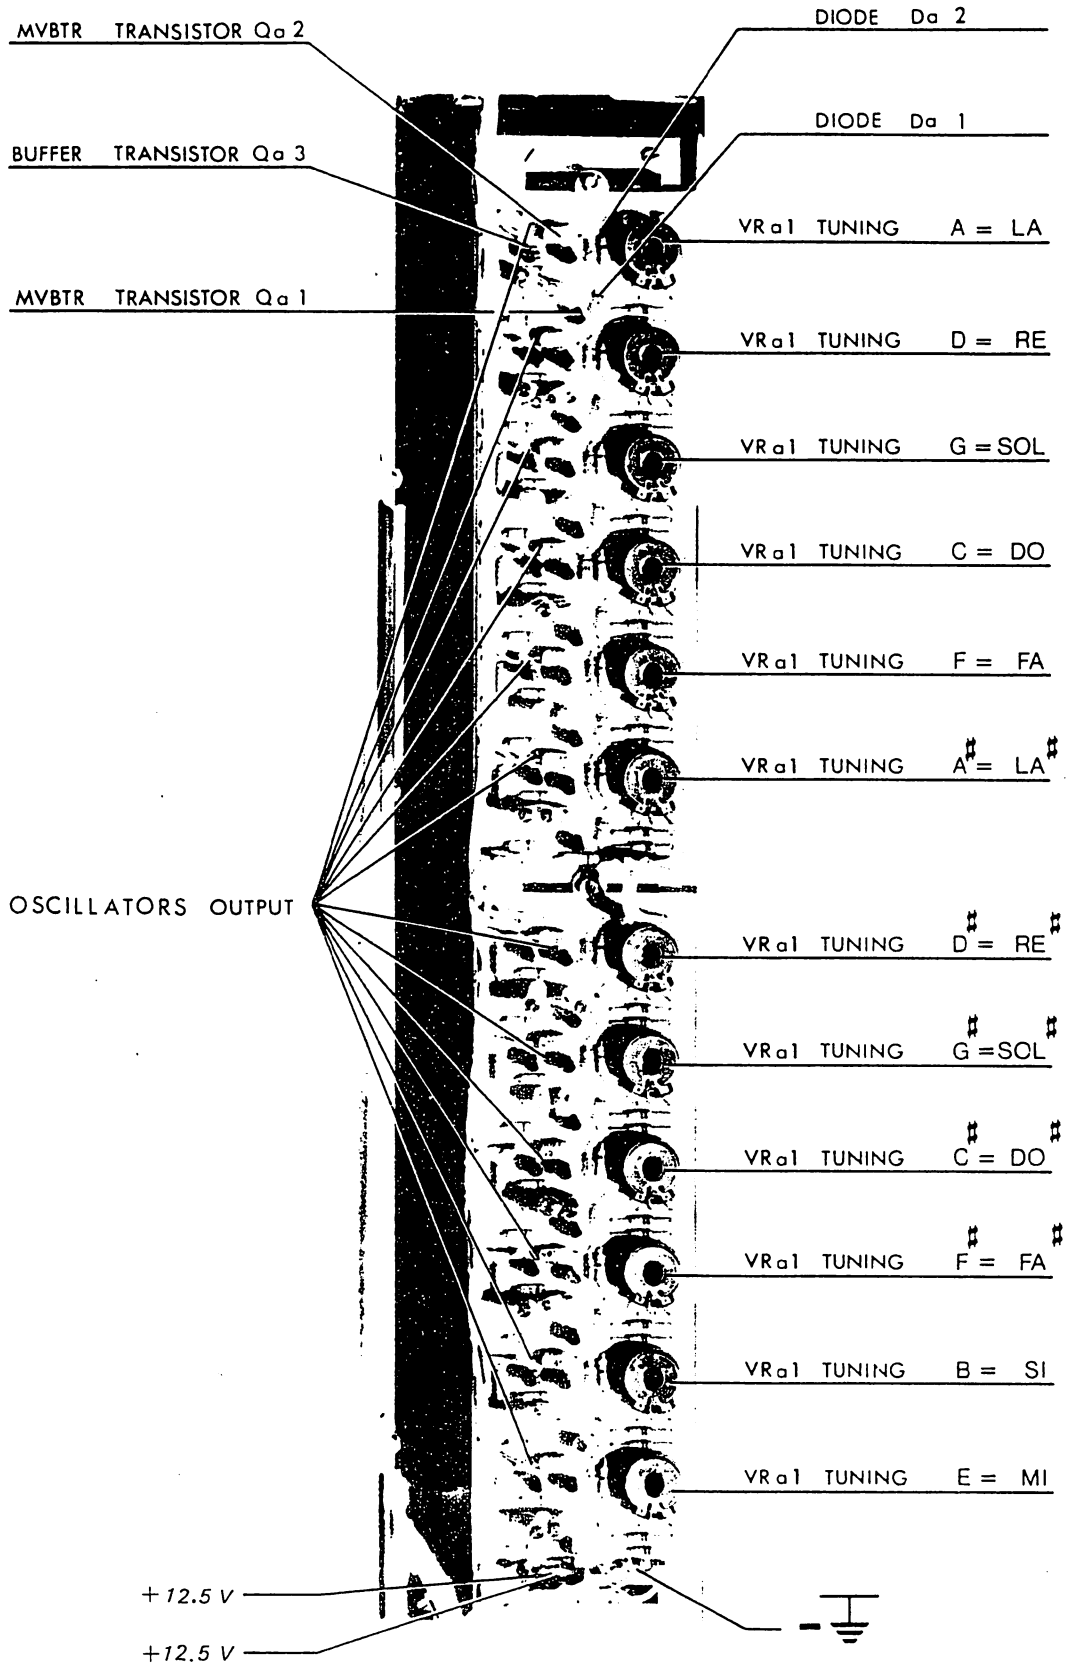 MVBTR TRANSISTOR Qa 2
DIODE Da 2
DIODE Da 1
BUFFER TRANSISTOR Qa 3
VRa1 TUNING A = LA
MVBTR TRANSISTOR Qa 1
VRa1 TUNING D = RE
VRa1 TUNING G = SOL
VRa1 TUNING C = DO
VRa1 TUNING F = FA
VRa1 TUNING A♯ = LA♯
OSCILLATORS OUTPUT
VRa1 TUNING D♯ = RE♯
VRa1 TUNING G♯ = SOL♯
VRa1 TUNING C♯ = DO♯
VRa1 TUNING F♯ = FA♯
VRa1 TUNING B = SI
VRa1 TUNING E = MI
+12.5 V
-
+12.5 V